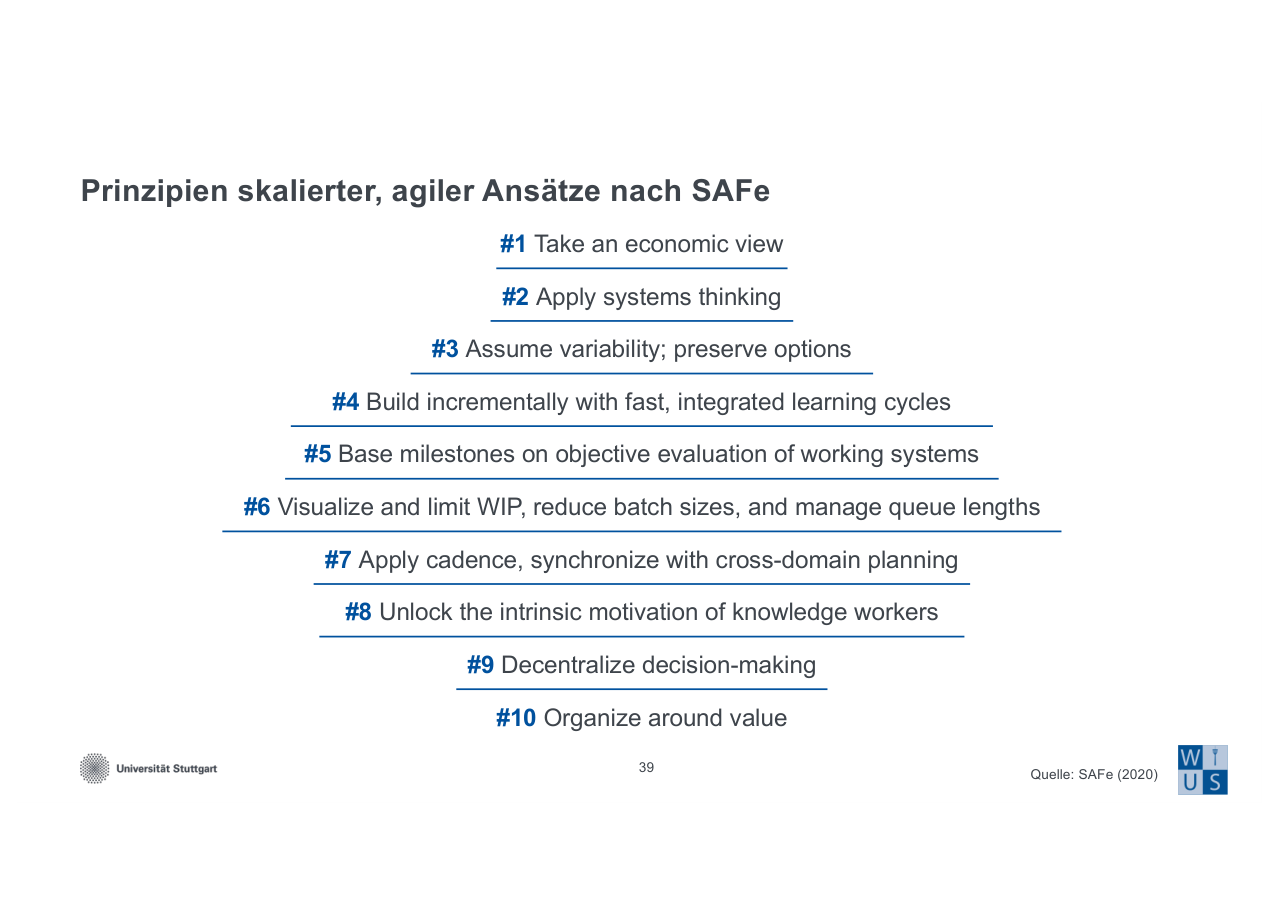 Prinzipien skalierter, agiler Ansätze nach SAFe
#1 Take an economic view
#2 Apply systems thinking
#3 Assume variability; preserve options
#4 Build incrementally with fast, integrated learning cycles
#5 Base milestones on objective evaluation of working systems
#6 Visualize and limit WIP, reduce batch sizes, and manage queue lengths
#7 Apply cadence, synchronize with cross-domain planning
#8 Unlock the intrinsic motivation of knowledge workers
#9 Decentralize decision-making
#10 Organize around value
Universität Stuttgart
39
Quelle: SAFe (2020)
W I
U S